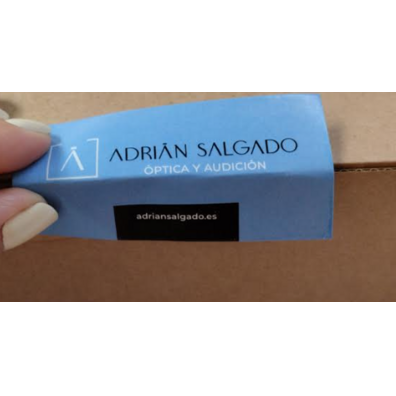 Á
ADRIÁN SALGADO
ÓPTICA Y AUDICIÓN
adriansalgado.es